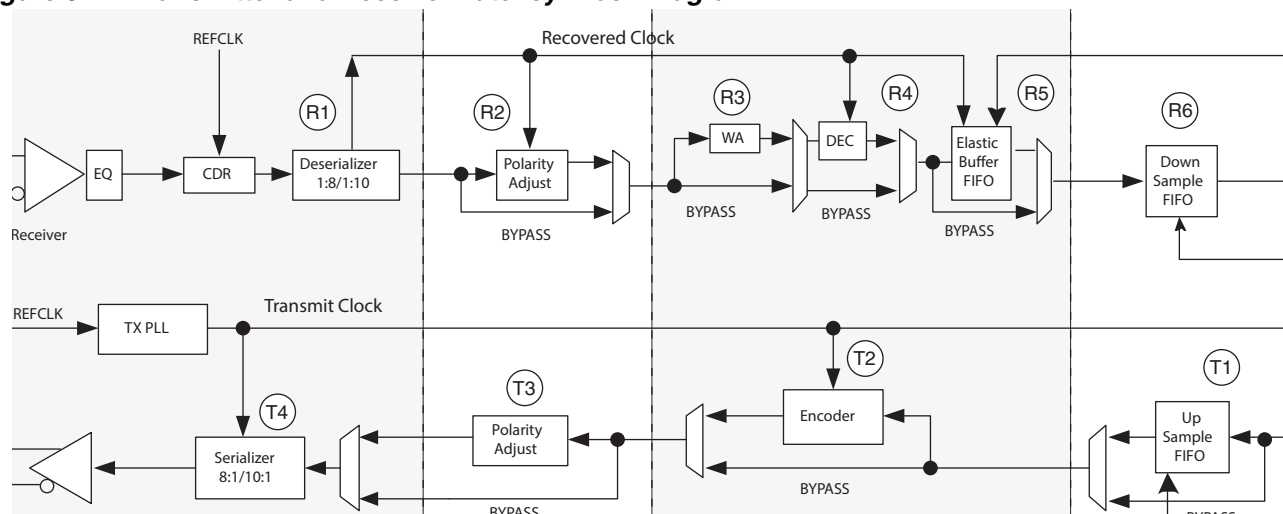 REFCLK
Recovered Clock
R1
R2
R3
R4
R5
R6
EQ
CDR
Deserializer
1:8/1:10
Polarity
Adjust
WA
DEC
Elastic
Buffer
FIFO
Down
Sample
FIFO
Receiver
BYPASS
BYPASS
BYPASS
BYPASS
REFCLK
TX PLL
Transmit Clock
T4
T3
T2
T1
Serializer
8:1/10:1
Polarity
Adjust
Encoder
Up
Sample
FIFO
BYPASS
BYPASS
BYPASS